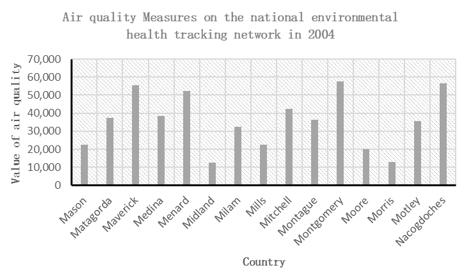 Air quality Measures on the national environmental
health tracking network in 2004
Value of air quality
70,000
60,000
50,000
40,000
30,000
20,000
10,000
0
Mason
Matagorda
Maverick
Medina
Menard
Midland
Milam
Mills
Mitchell
Montague
Montgomery
Moore
Morris
Motley
Nacogdoches
Country